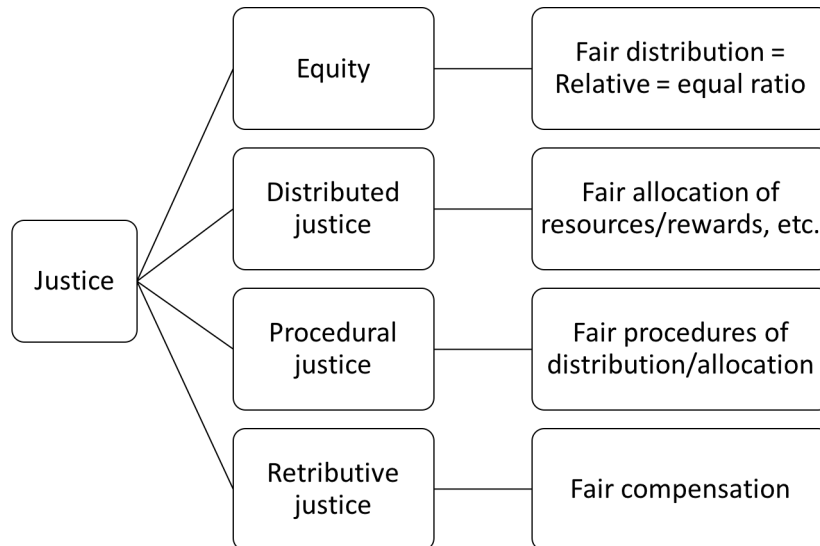 Justice
Equity
Fair distribution =
Relative = equal ratio
Distributed
justice
Fair allocation of
resources/rewards, etc.
Procedural
justice
Fair procedures of
distribution/allocation
Retributive
justice
Fair compensation